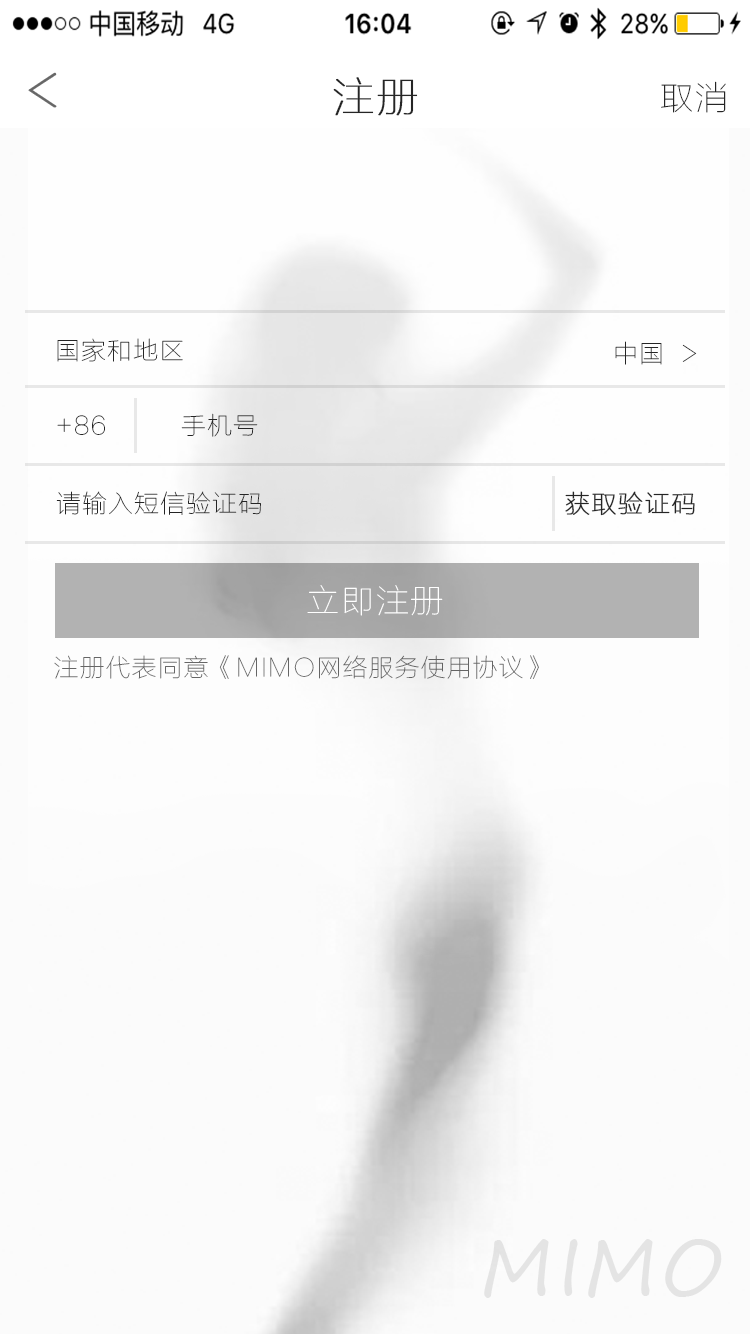 中国移动 4G 16:04 28%
< 注册 取消
国家和地区 中国 >
+86 手机号
请输入短信验证码 获取验证码
立即注册
注册代表同意《MIMO网络服务使用协议》
MIMO